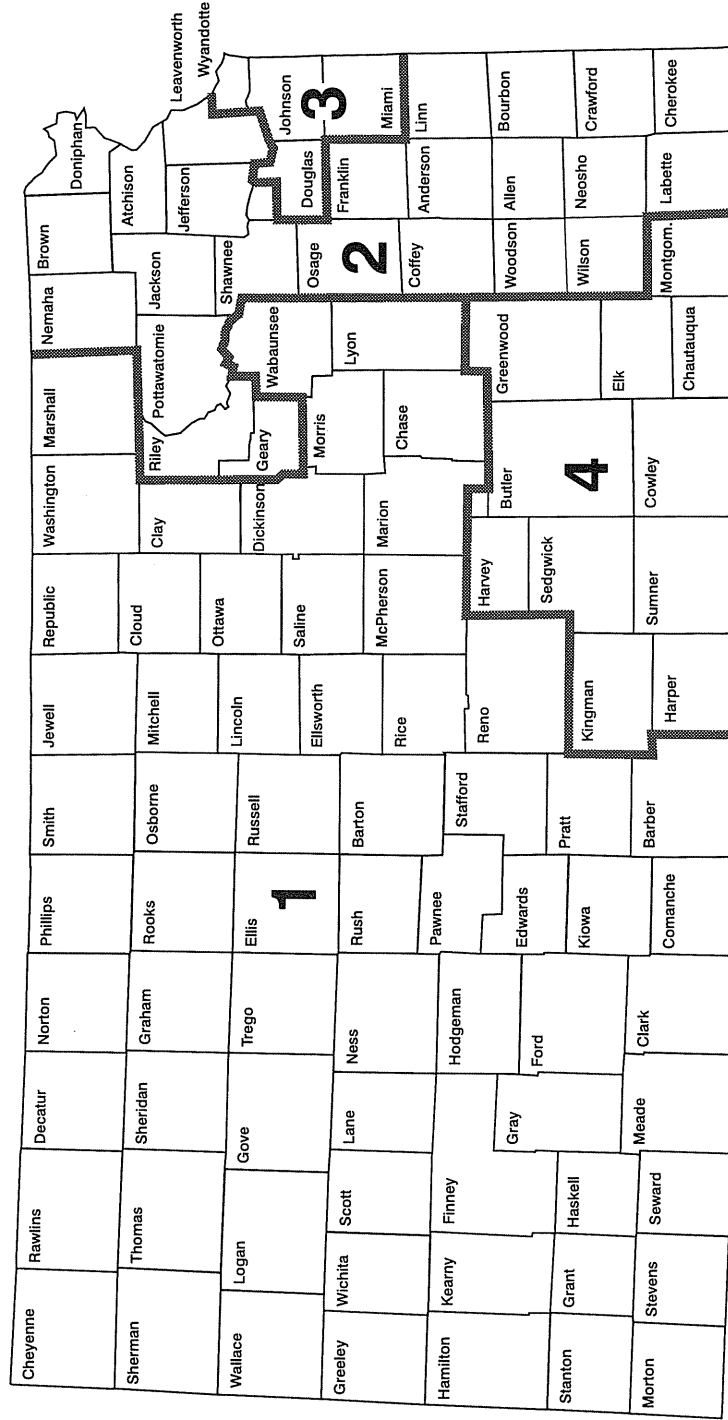 Cheyenne
Rawlins
Decatur
Norton
Phillips
Smith
Jewell
Republic
Washington
Marshall
Nemaha
Brown
Doniphan
Sherman
Thomas
Sheridan
Graham
Rooks
Osborne
Mitchell
Cloud
Clay
Riley
Pottawatomie
Jackson
Atchison
Jefferson
Leavenworth
Wyandotte
Wallace
Logan
Gove
Trego
Ellis
Russell
Lincoln
Ottawa
Dickinson
Geary
Wabaunsee
Shawnee
Douglas
Johnson
1
Greeley
Wichita
Scott
Lane
Ness
Rush
Barton
Ellsworth
Saline
Morris
Osage
Franklin
Miami
3
Hamilton
Kearny
Finney
Hodgeman
Pawnee
Stafford
Rice
McPherson
Marion
Chase
Lyon
2
Coffey
Anderson
Linn
Gray
Ford
Edwards
Reno
Harvey
Butler
Greenwood
Woodson
Allen
Bourbon
Stanton
Grant
Haskell
Kiowa
Pratt
Kingman
Sedgwick
4
Elk
Wilson
Neosho
Crawford
Morton
Stevens
Seward
Meade
Clark
Comanche
Barber
Harper
Sumner
Cowley
Chautauqua
Montgom.
Labette
Cherokee